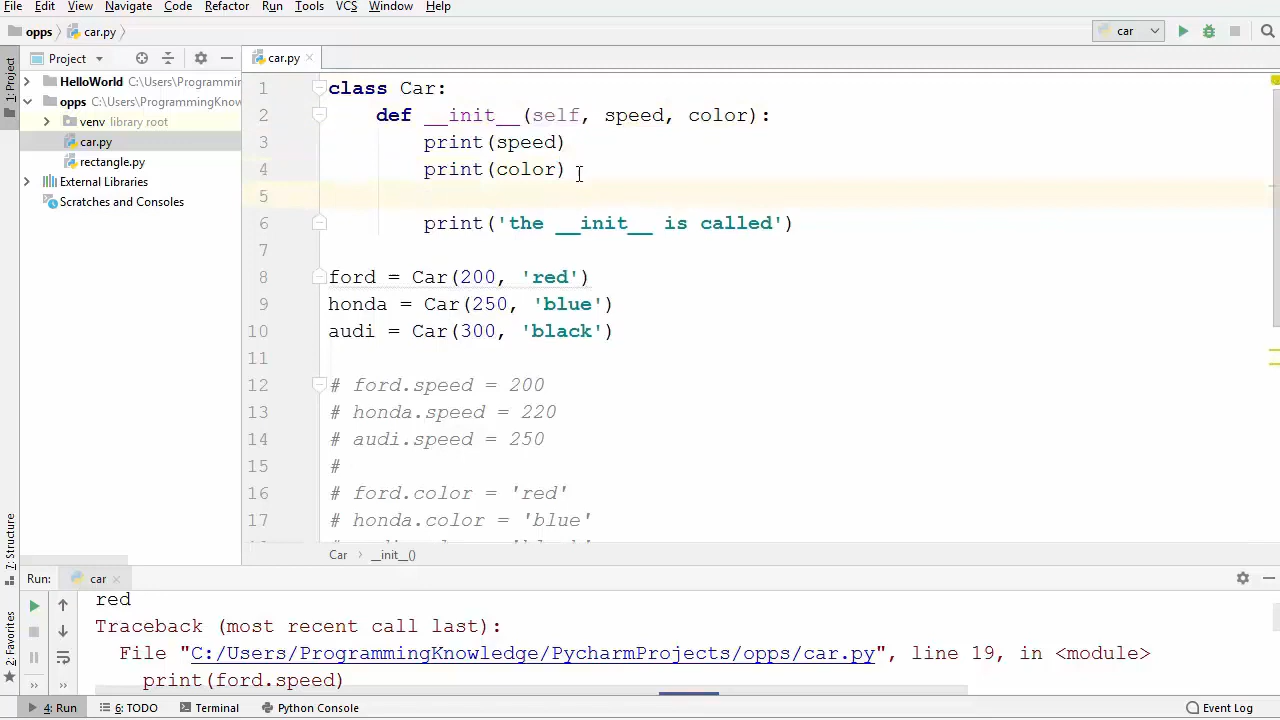 File Edit View Navigate Code Refactor Run Tools VCS Window Help
opps car.py car
Project car.py
1: Project
HelloWorld C:\Users\Programmin
opps C:\Users\ProgrammingKnow
venv library root
car.py
rectangle.py
External Libraries
Scratches and Consoles
1 class Car:
2 def __init__(self, speed, color):
3 print(speed)
4 print(color)
5
6 print('the __init__ is called')
7
8 ford = Car(200, 'red')
9 honda = Car(250, 'blue')
10 audi = Car(300, 'black')
11
12 # ford.speed = 200
13 # honda.speed = 220
14 # audi.speed = 250
15 #
16 # ford.color = 'red'
17 # honda.color = 'blue'
Car __init__()
7: Structure
2: Favorites
Run: car
red
Traceback (most recent call last):
File "C:/Users/ProgrammingKnowledge/PycharmProjects/opps/car.py", line 19, in <module>
print(ford.speed)
4: Run 6: TODO Terminal Python Console Event Log